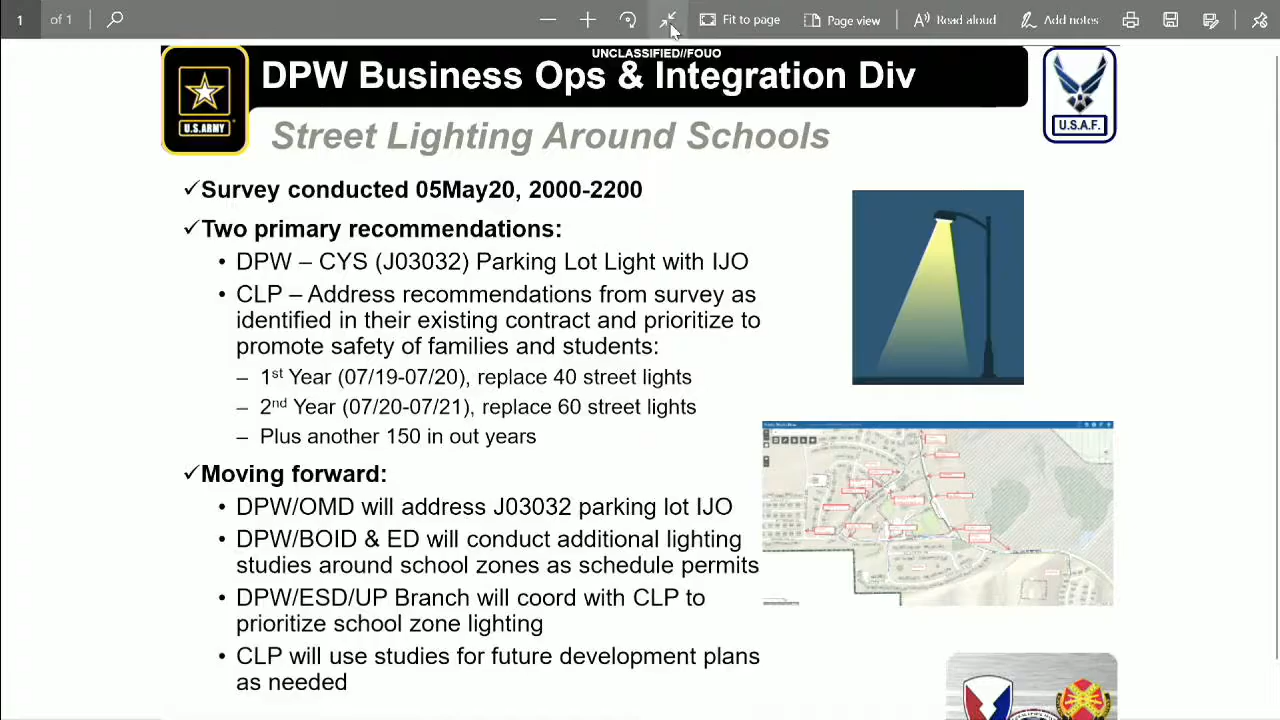 1 of 1 Fit to page Page view Read aloud Add notes
UNCLASSIFIED//FOUO
DPW Business Ops & Integration Div
U.S.ARMY
U.S.A.F.
Street Lighting Around Schools
✓Survey conducted 05May20, 2000-2200
✓Two primary recommendations:
• DPW – CYS (J03032) Parking Lot Light with IJO
• CLP – Address recommendations from survey as
identified in their existing contract and prioritize to
promote safety of families and students:
– 1st Year (07/19-07/20), replace 40 street lights
– 2nd Year (07/20-07/21), replace 60 street lights
– Plus another 150 in out years
✓Moving forward:
• DPW/OMD will address J03032 parking lot IJO
• DPW/BOID & ED will conduct additional lighting
studies around school zones as schedule permits
• DPW/ESD/UP Branch will coord with CLP to
prioritize school zone lighting
• CLP will use studies for future development plans
as needed